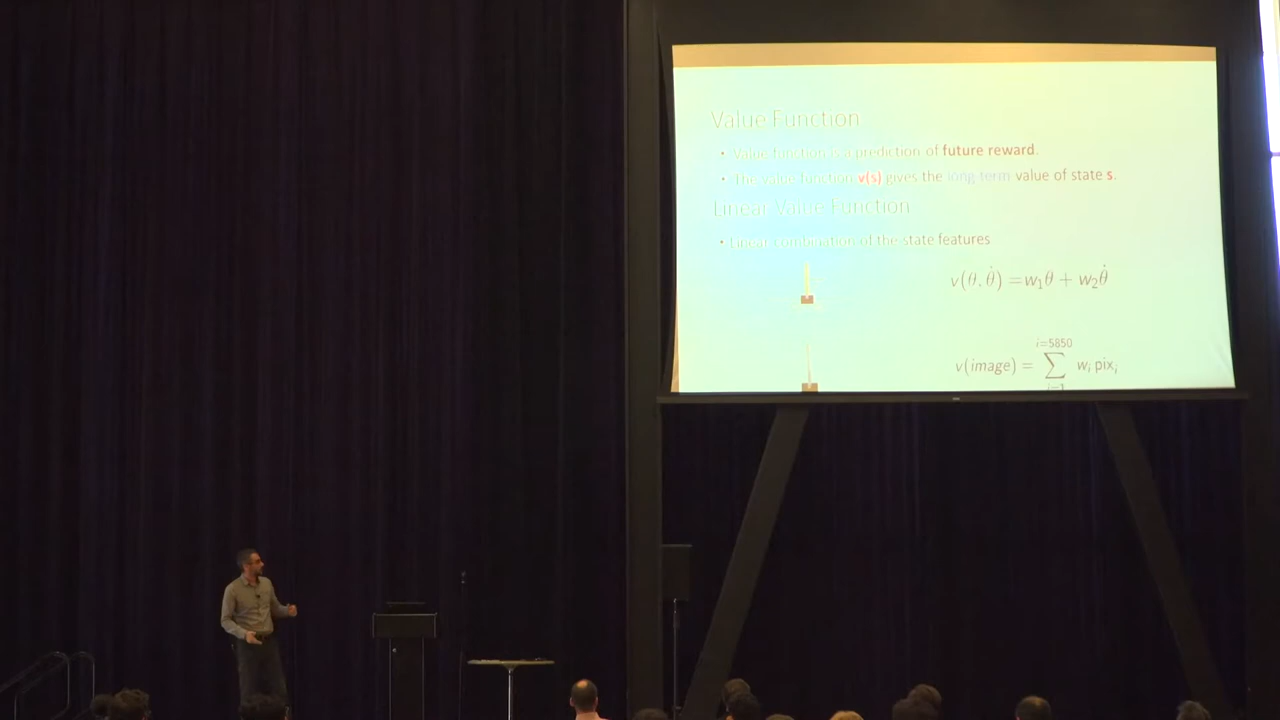 Value Function
• Value function is a prediction of future reward.
• The value function v(s) gives the long-term value of state s.
Linear Value Function
• Linear combination of the state features
v(θ, θ̇) = w₁θ + w₂θ̇
i=5850
v(image) = ∑ wᵢ pixᵢ
i=1